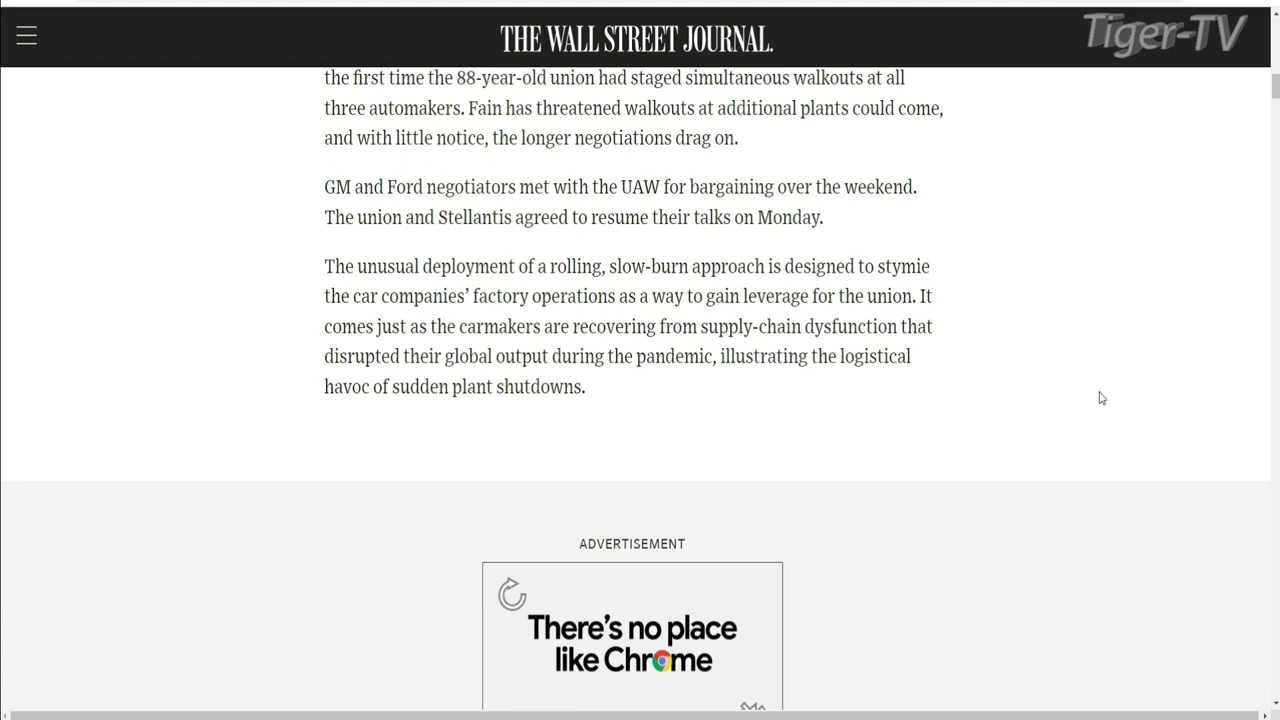 THE WALL STREET JOURNAL.
Tiger-TV
the first time the 88-year-old union had staged simultaneous walkouts at all
three automakers. Fain has threatened walkouts at additional plants could come,
and with little notice, the longer negotiations drag on.
GM and Ford negotiators met with the UAW for bargaining over the weekend.
The union and Stellantis agreed to resume their talks on Monday.
The unusual deployment of a rolling, slow-burn approach is designed to stymie
the car companies’ factory operations as a way to gain leverage for the union. It
comes just as the carmakers are recovering from supply-chain dysfunction that
disrupted their global output during the pandemic, illustrating the logistical
havoc of sudden plant shutdowns.
ADVERTISEMENT
There’s no place
like Chrome